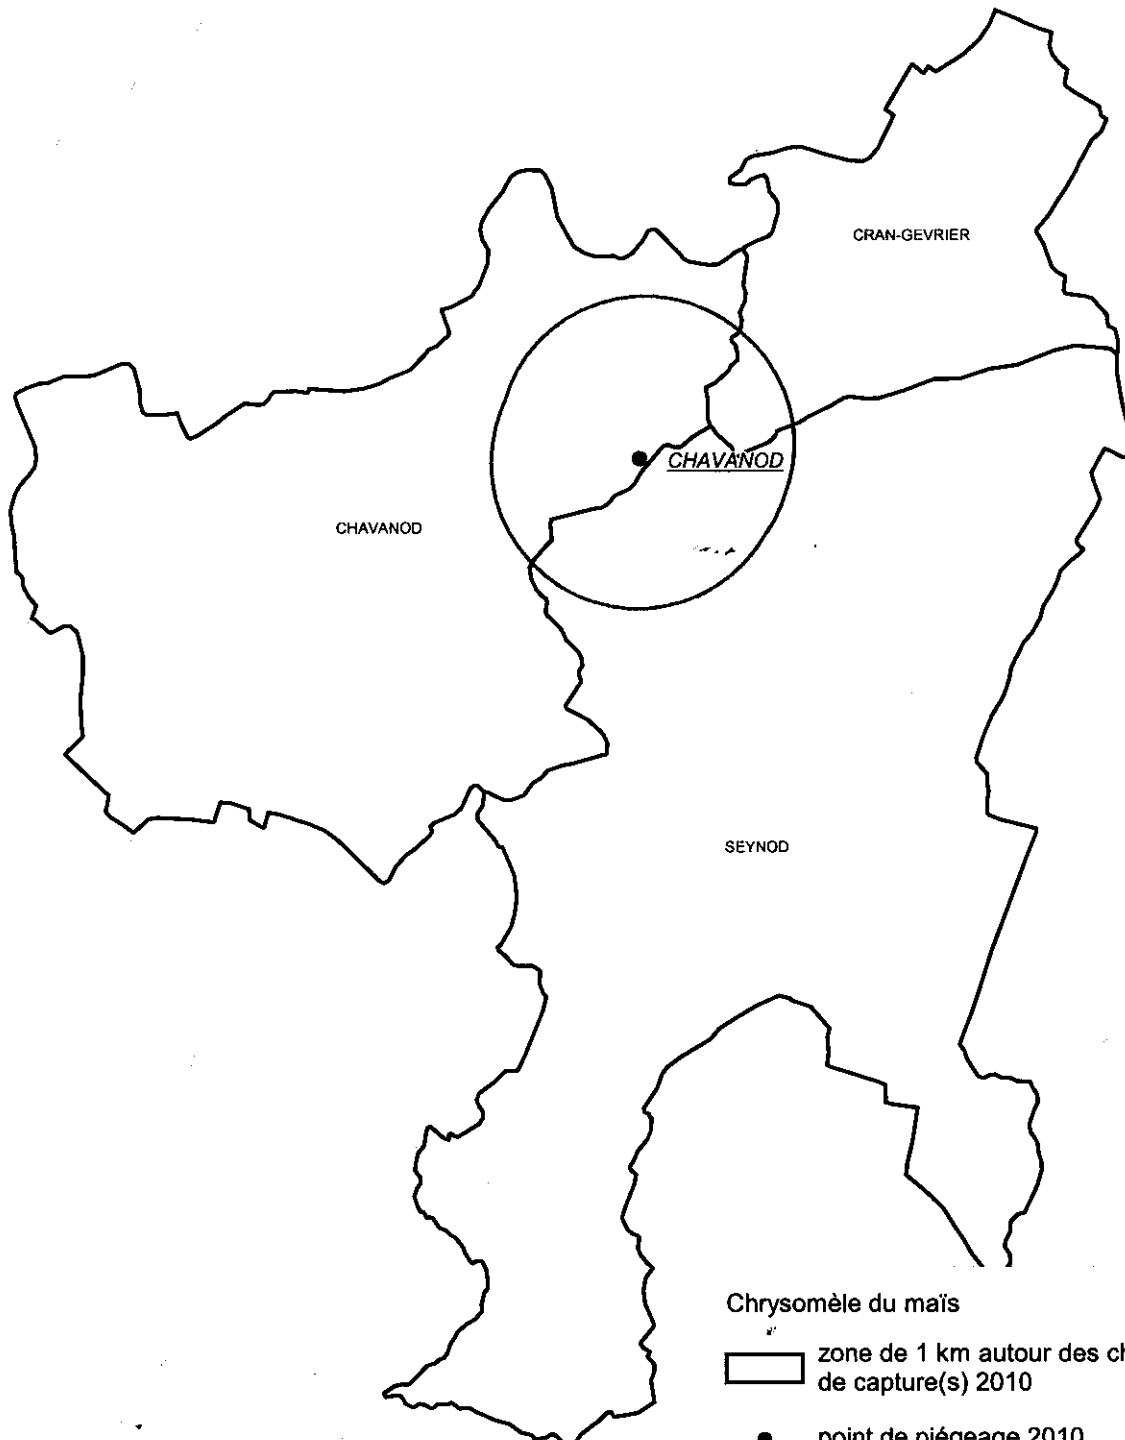 CRAN-GEVRIER
CHAVANOD
CHAVANOD
SEYNOD
Chrysomèle du maïs
zone de 1 km autour des
de capture(s) 2010
point de piégeage 2010